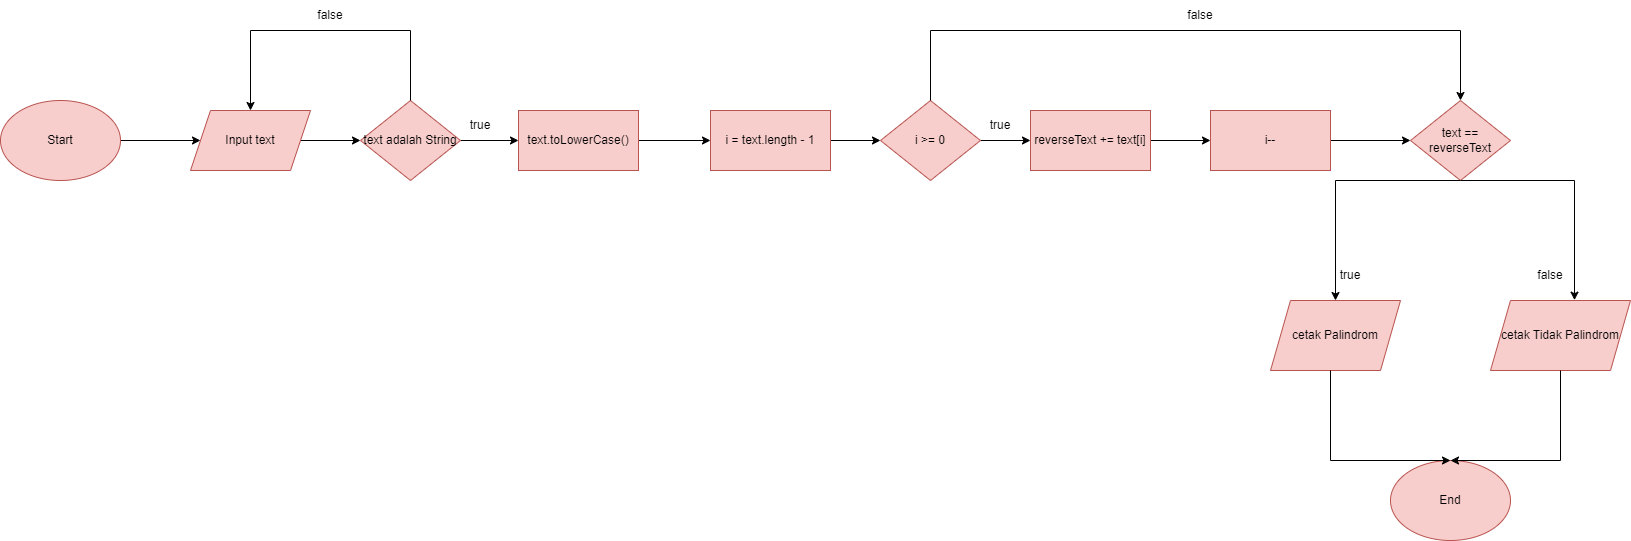 false
false
Start
Input text
text adalah String
true
text.toLowerCase()
i = text.length - 1
i >= 0
true
reverseText += text[i]
i--
text ==
reverseText
true
false
cetak Palindrom
cetak Tidak Palindrom
End